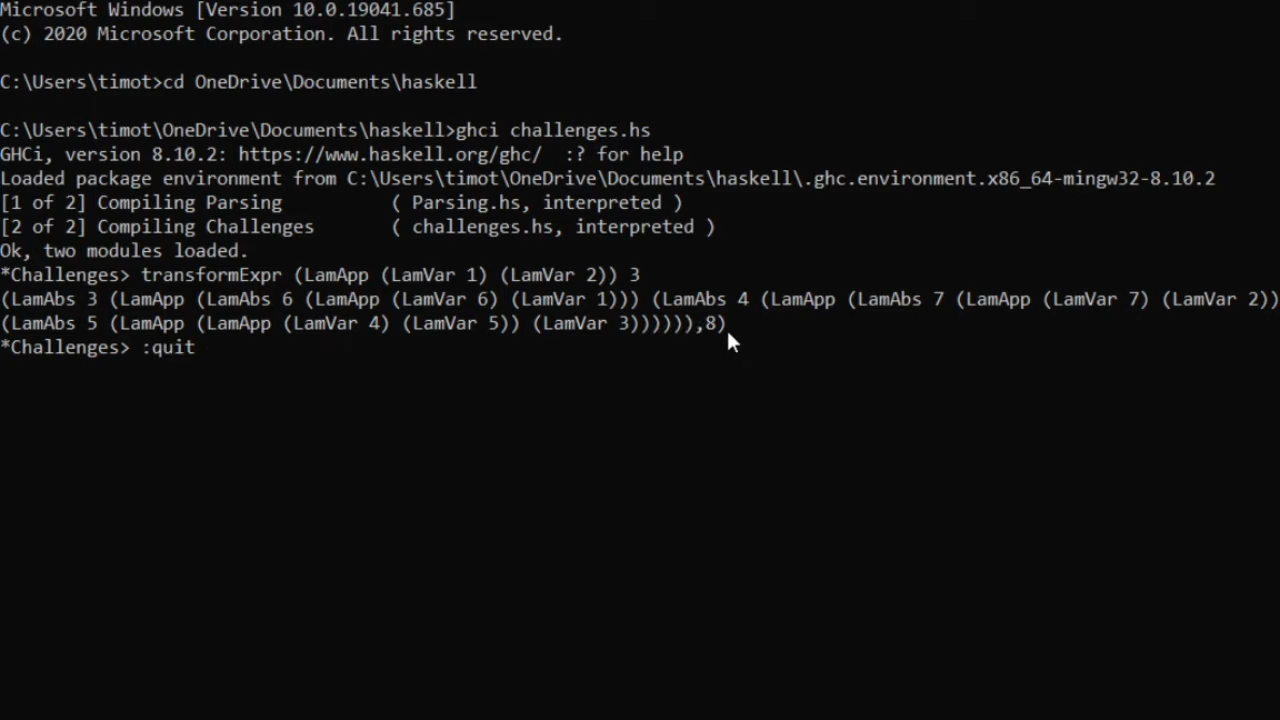 Microsoft Windows [Version 10.0.19041.685]
(c) 2020 Microsoft Corporation. All rights reserved.
C:\Users\timot>cd OneDrive\Documents\haskell
C:\Users\timot\OneDrive\Documents\haskell>ghci challenges.hs
GHCi, version 8.10.2: https://www.haskell.org/ghc/  :? for help
Loaded package environment from C:\Users\timot\OneDrive\Documents\haskell\.ghc.environment.x86_64-mingw32-8.10.2
[1 of 2] Compiling Parsing          ( Parsing.hs, interpreted )
[2 of 2] Compiling Challenges       ( challenges.hs, interpreted )
Ok, two modules loaded.
*Challenges> transformExpr (LamApp (LamVar 1) (LamVar 2)) 3
(LamAbs 3 (LamApp (LamAbs 6 (LamApp (LamVar 6) (LamVar 1))) (LamAbs 4 (LamApp (LamAbs 7 (LamApp (LamVar 7) (LamVar 2))
(LamAbs 5 (LamApp (LamApp (LamVar 4) (LamVar 5)) (LamVar 3)))))),8)
*Challenges> :quit